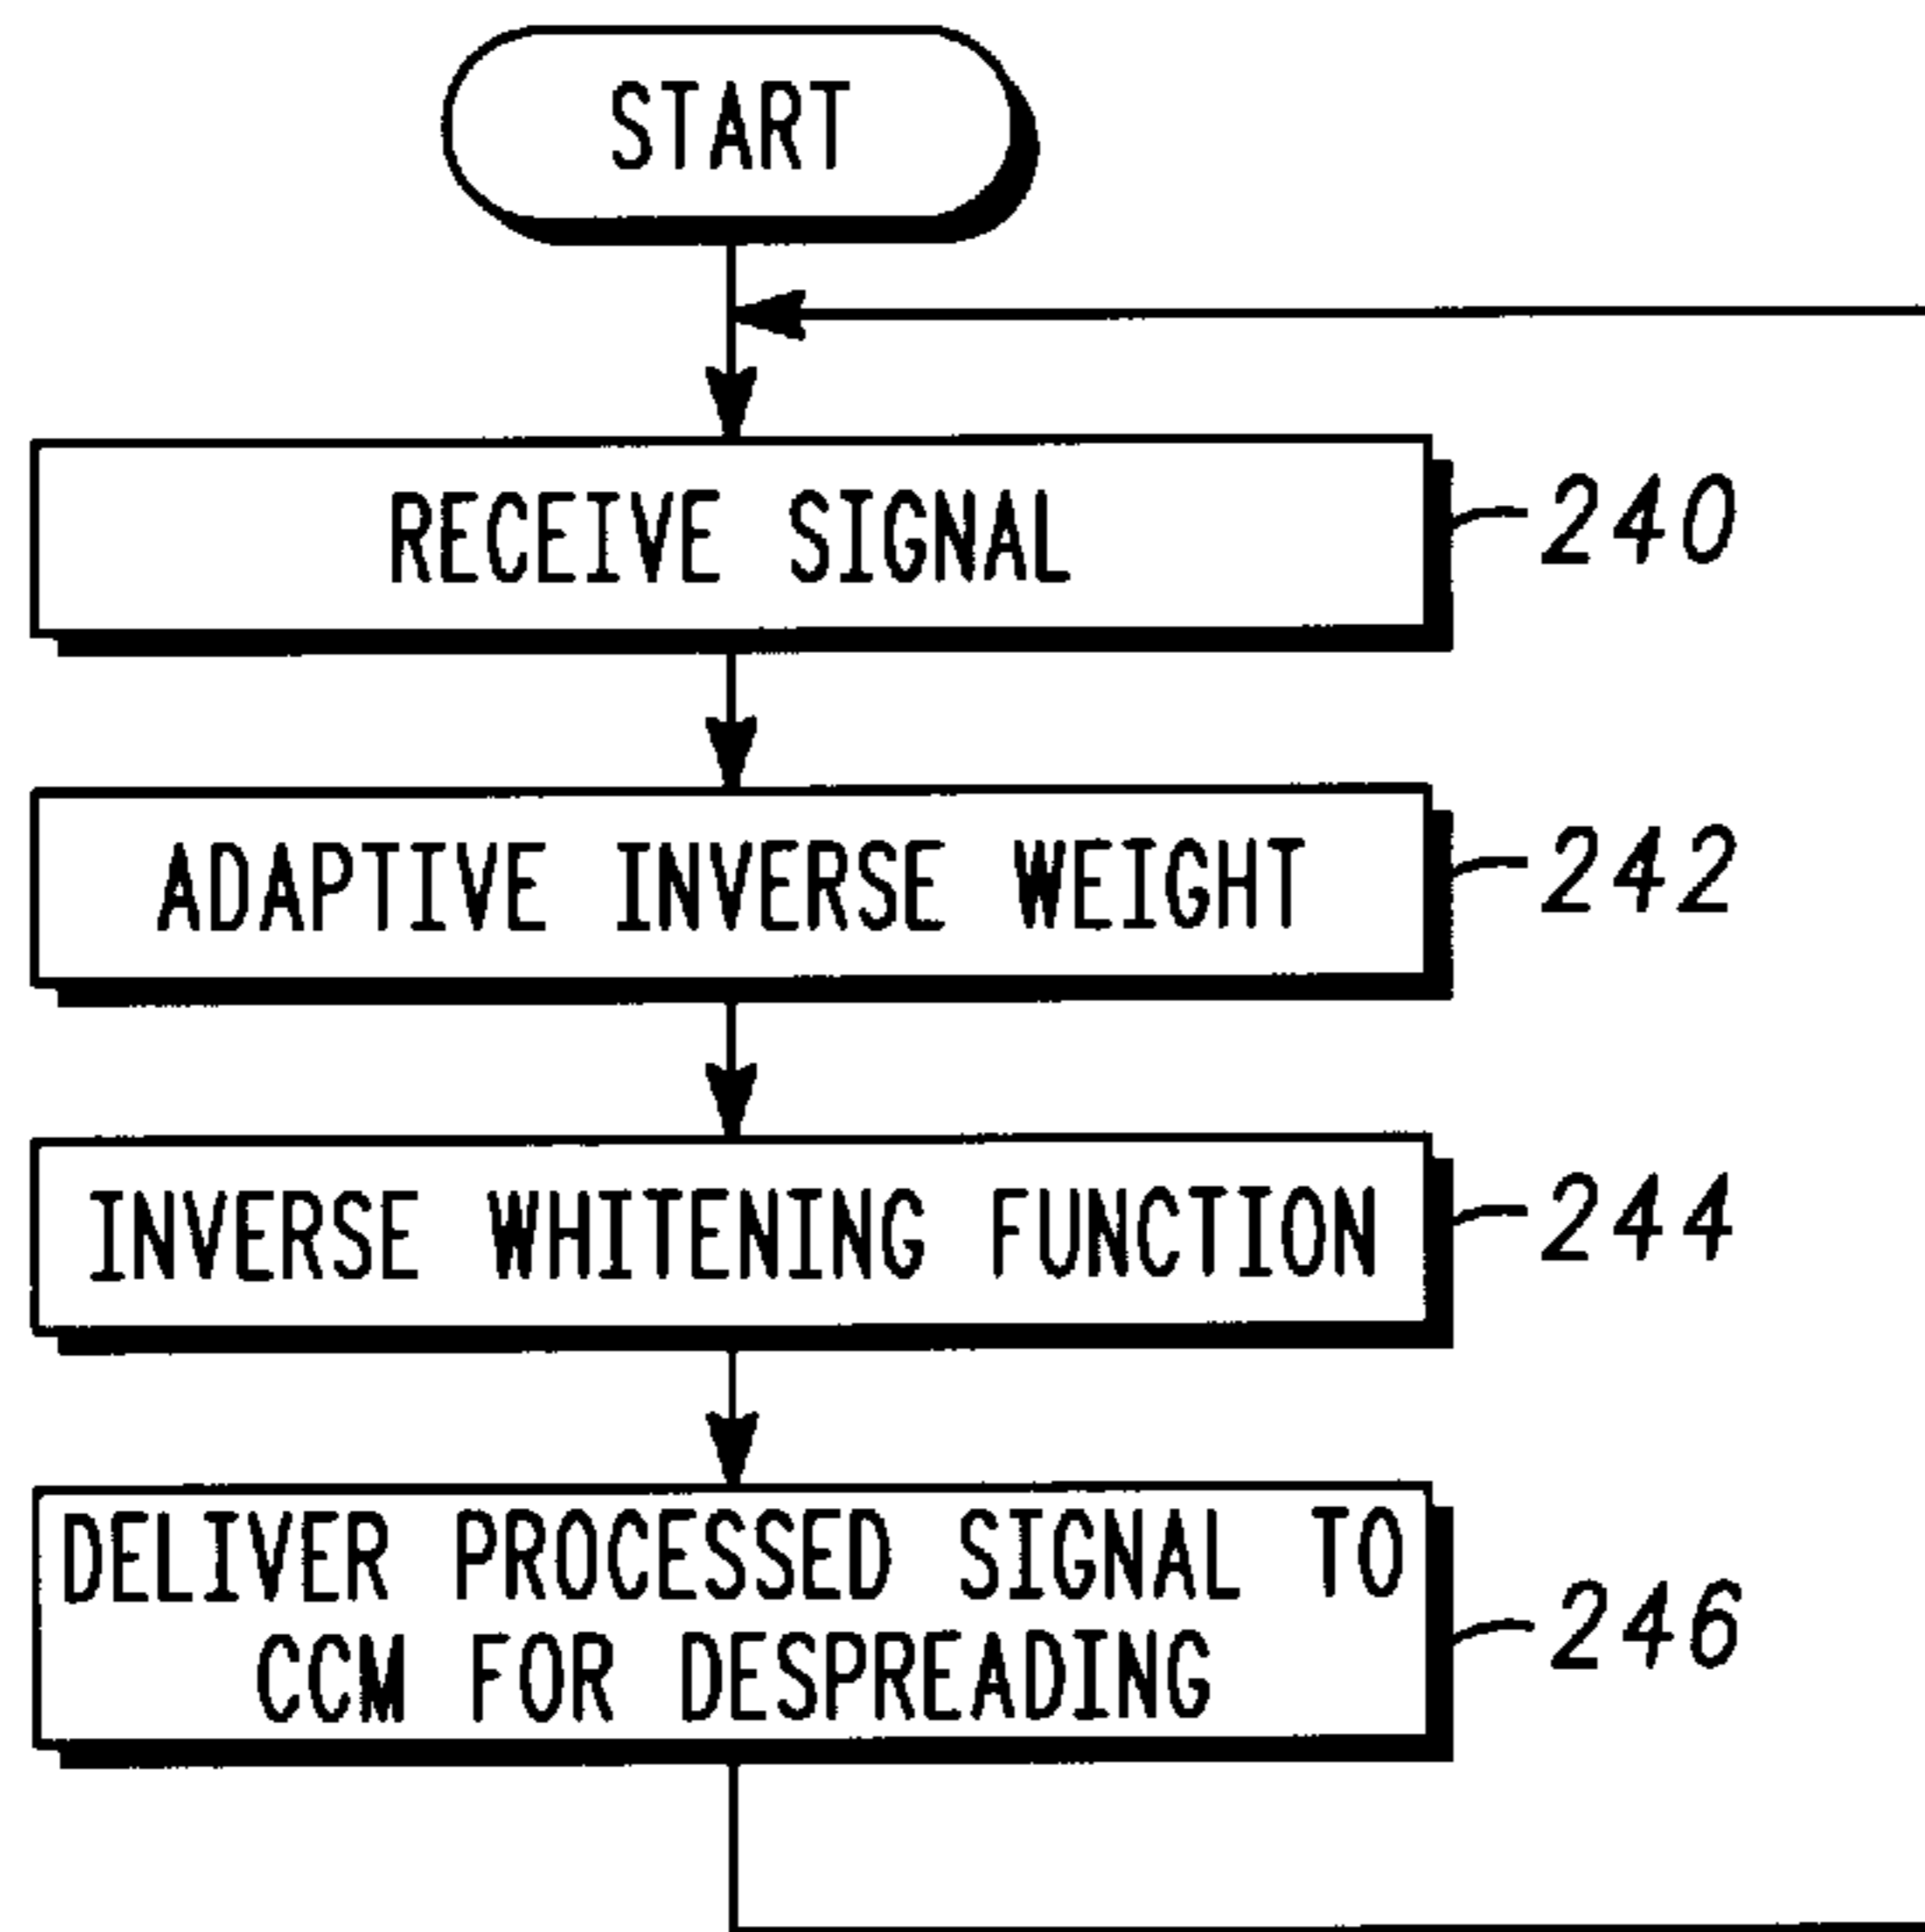 START
RECEIVE SIGNAL
240
ADAPTIVE INVERSE WEIGHT
242
INVERSE WHITENING FUNCTION
244
DELIVER PROCESSED SIGNAL TO
CCM FOR DESPREADING
246